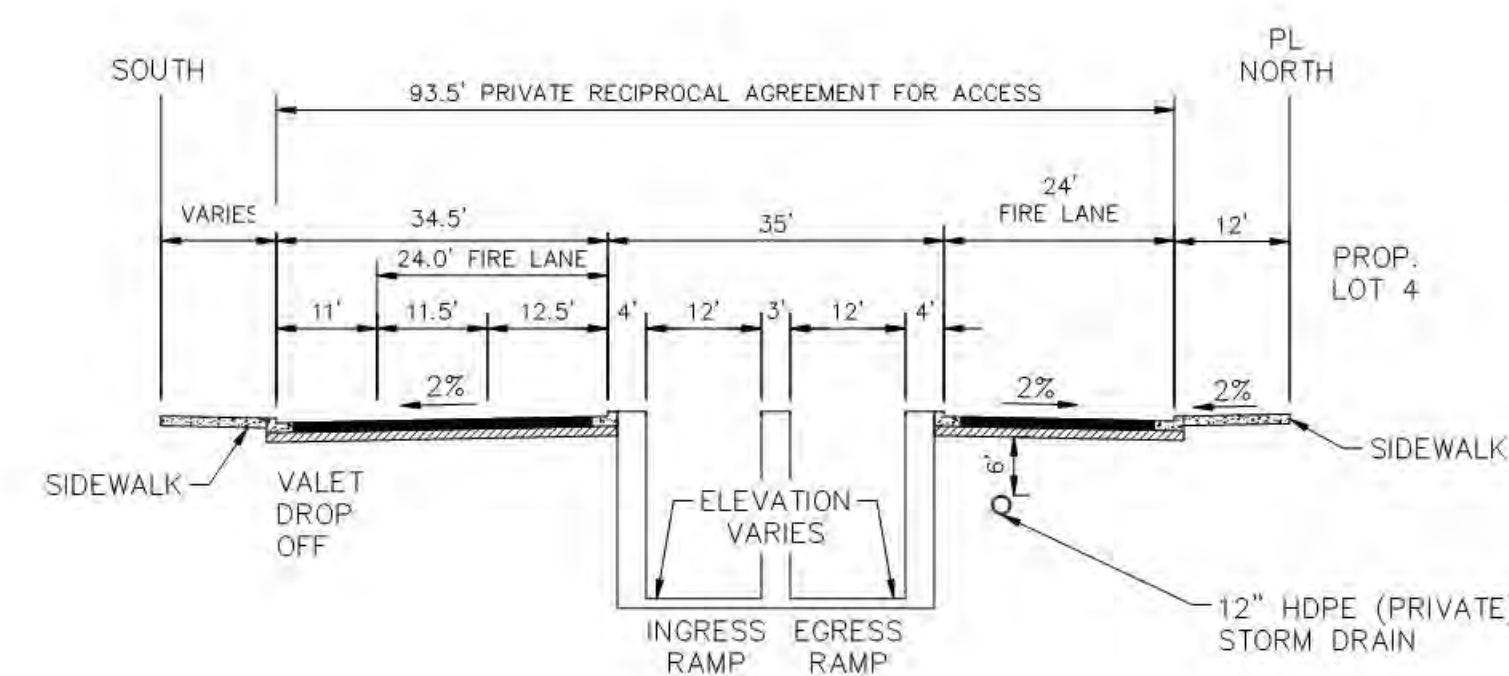 SOUTH
PL
NORTH
93.5' PRIVATE RECIPROCAL AGREEMENT FOR ACCESS
VARIES
34.5'
35'
24'
FIRE LANE
12'
24.0' FIRE LANE
PROP.
LOT 4
11'
11.5'
12.5'
4'
12'
3'
12'
4'
2%
2%
2%
SIDEWALK
VALET
DROP
OFF
ELEVATION
VARIES
6'
SIDEWALK
INGRESS
RAMP
EGRESS
RAMP
12" HDPE (PRIVATE)
STORM DRAIN